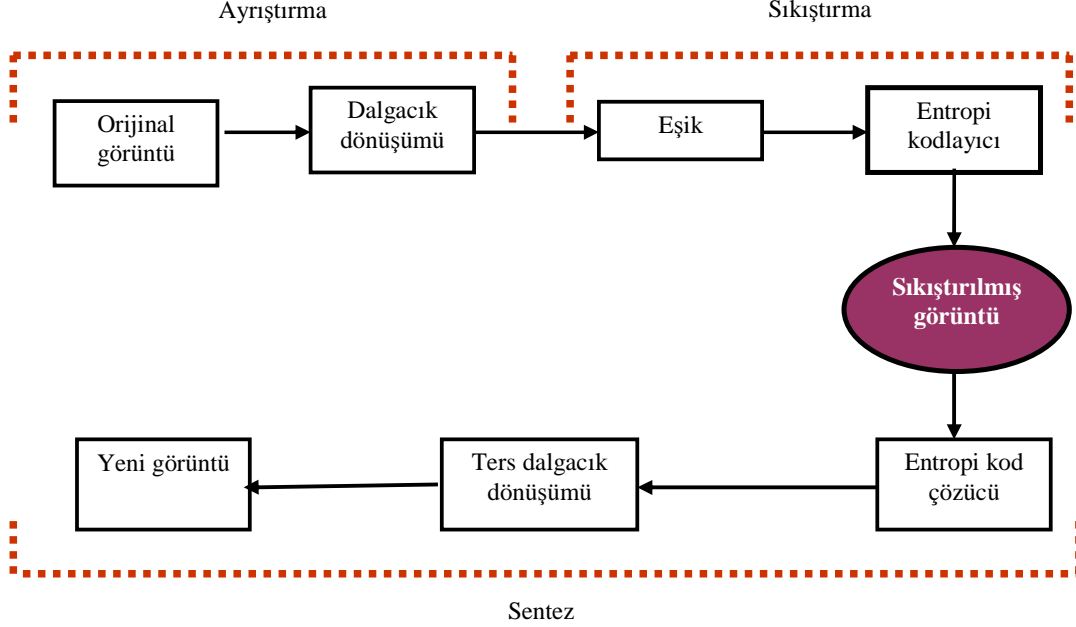 Ayrıştırma
Sıkıştırma
Orijinal
görüntü
Dalgacık
dönüşümü
Eşik
Entropi
kodlayıcı
Sıkıştırılmış
görüntü
Yeni görüntü
Ters dalgacık
dönüşümü
Entropi kod
çözücü
Sentez